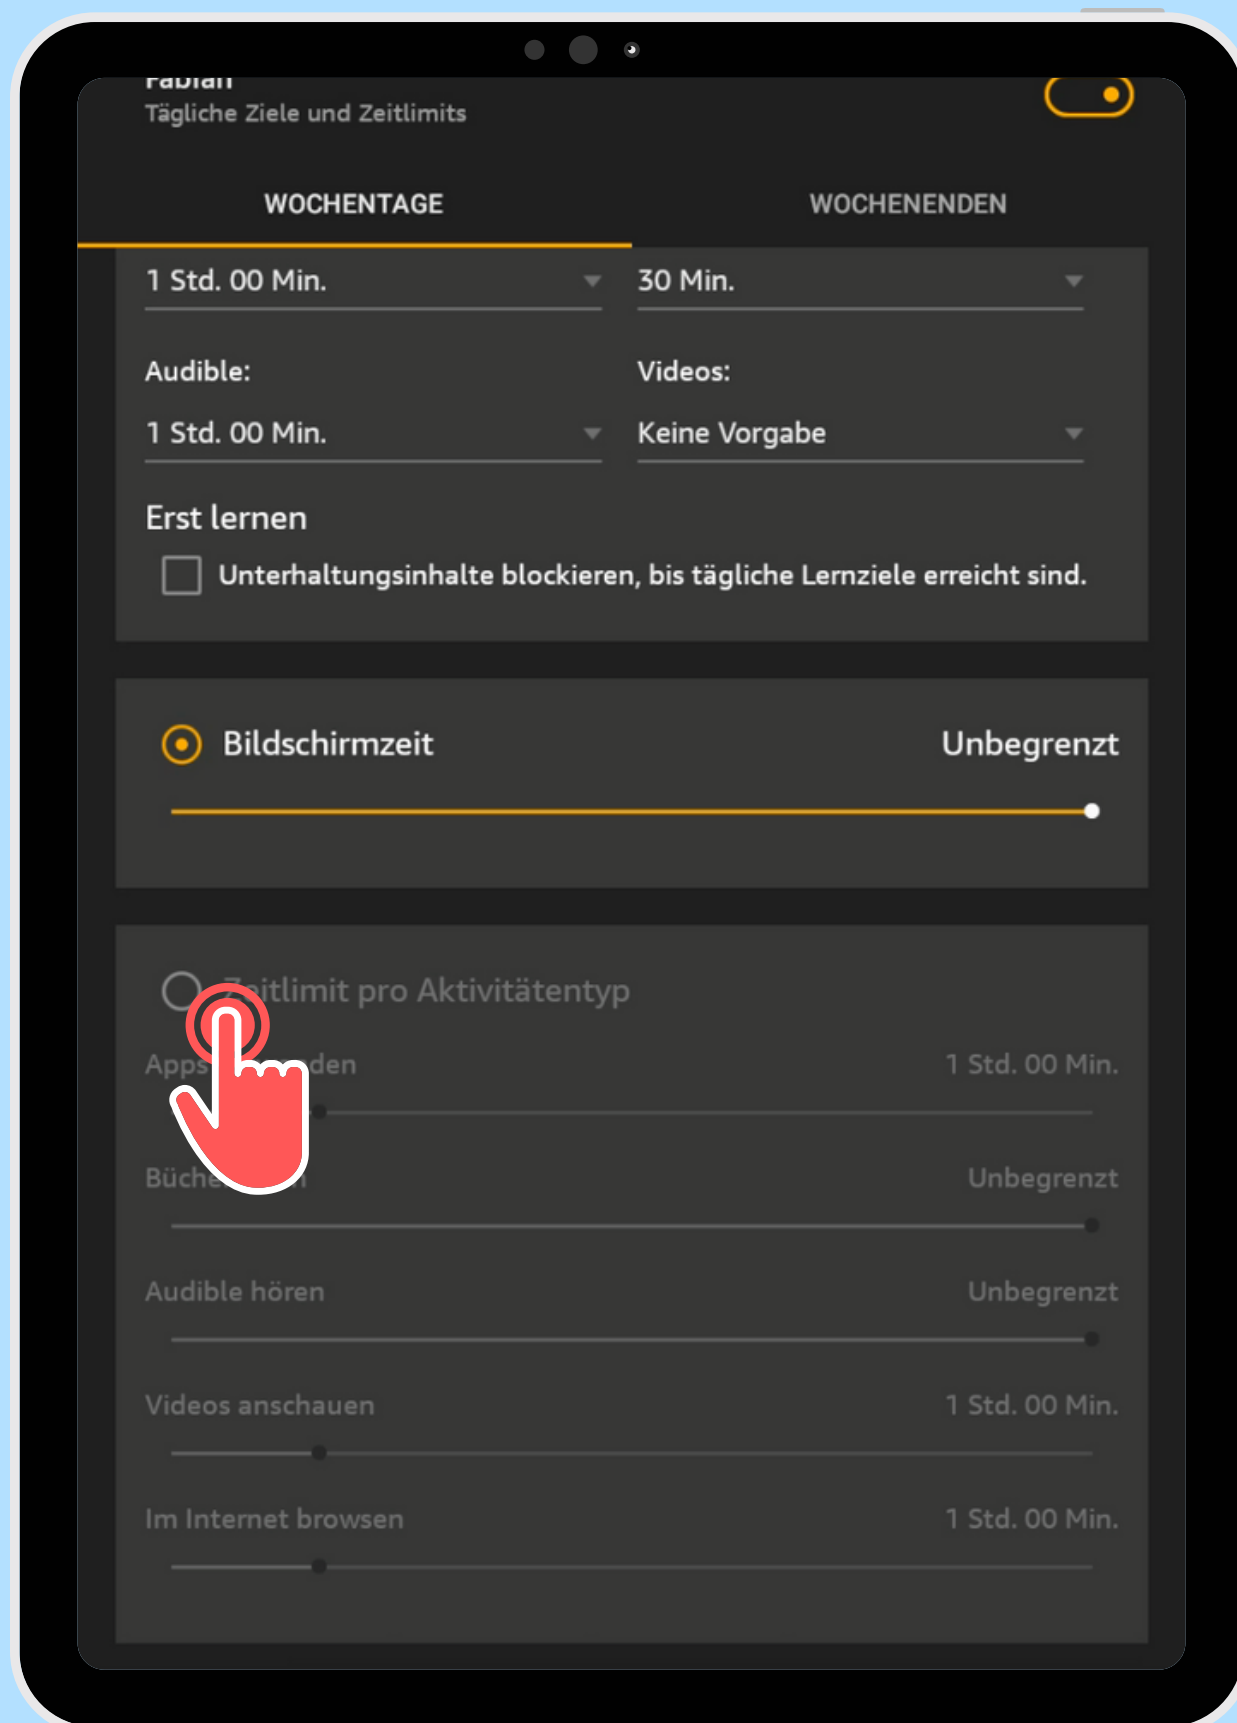 Fabian
Tägliche Ziele und Zeitlimits
WOCHENTAGE WOCHENENDEN
1 Std. 00 Min. 30 Min.
Audible: Videos:
1 Std. 00 Min. Keine Vorgabe
Erst lernen
Unterhaltungsinhalte blockieren, bis tägliche Lernziele erreicht sind.
Bildschirmzeit Unbegrenzt
Zeitlimit pro Aktivitätentyp
Apps 1 Std. 00 Min.
Unbegrenzt
Audible hören Unbegrenzt
Videos anschauen 1 Std. 00 Min.
Im Internet browsen 1 Std. 00 Min.